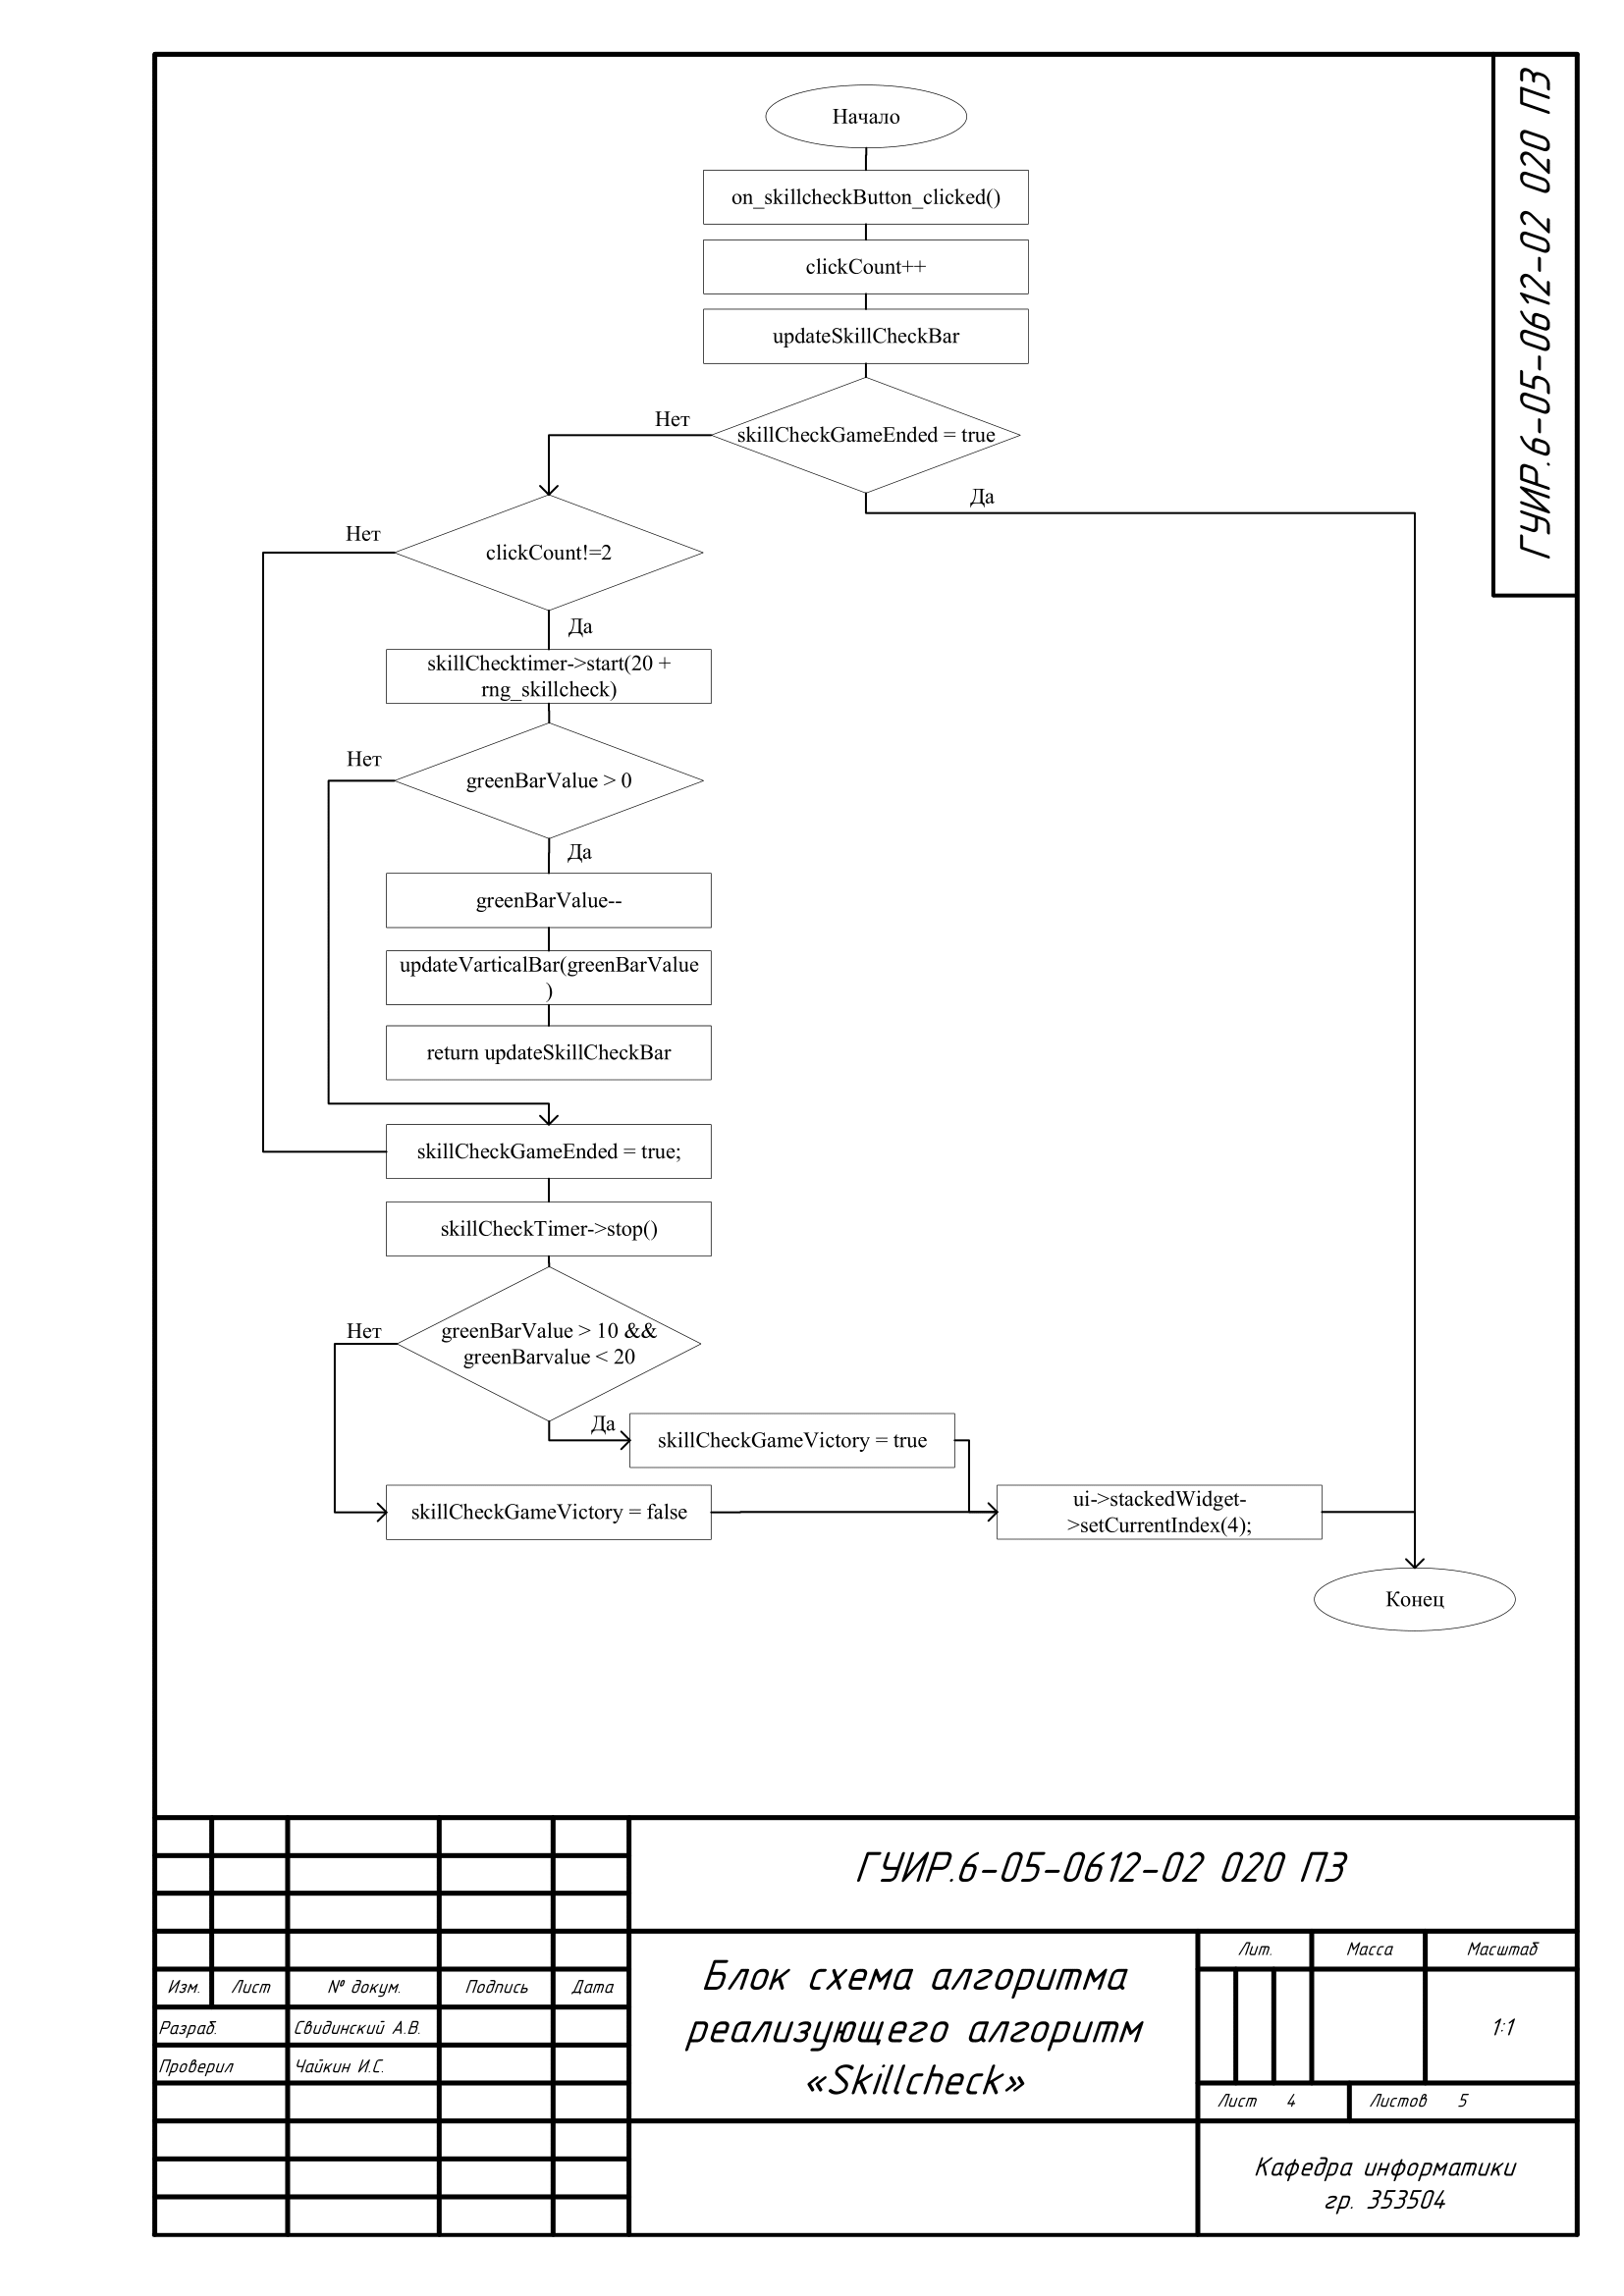 ГУИР.6-05-0612-02 020 ПЗ
Начало
on_skillcheckButton_clicked()
clickCount++
updateSkillCheckBar
skillCheckGameEnded = true
Нет
Да
clickCount!=2
Нет
Да
skillChecktimer->start(20 +
rng_skillcheck)
greenBarValue > 0
Нет
Да
greenBarValue--
updateVarticalBar(greenBarValue
)
return updateSkillCheckBar
skillCheckGameEnded = true;
skillCheckTimer->stop()
greenBarValue > 10 &&
greenBarvalue < 20
Нет
Да
skillCheckGameVictory = true
skillCheckGameVictory = false
ui->stackedWidget-
>setCurrentIndex(4);
Конец
ГУИР.6-05-0612-02 020 ПЗ
Блок схема алгоритма
реализующего алгоритм
«Skillcheck»
Лит. Масса Масштаб
1:1
Лист 4 Листов 5
Изм. Лист № докум. Подпись Дата
Разраб. Свидинский А.В.
Проверил Чайкин И.С.
Кафедра информатики
гр. 353504